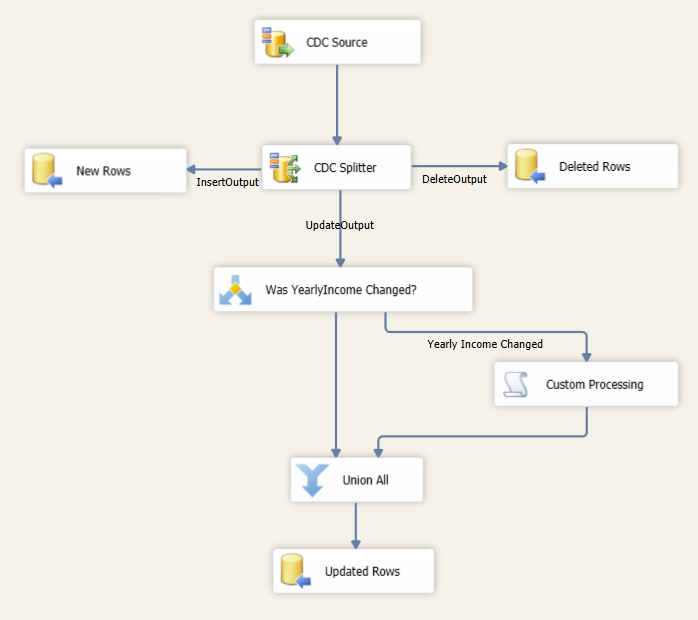 CDC Source
New Rows
CDC Splitter
Deleted Rows
InsertOutput
DeleteOutput
UpdateOutput
Was YearlyIncome Changed?
Yearly Income Changed
Custom Processing
Union All
Updated Rows